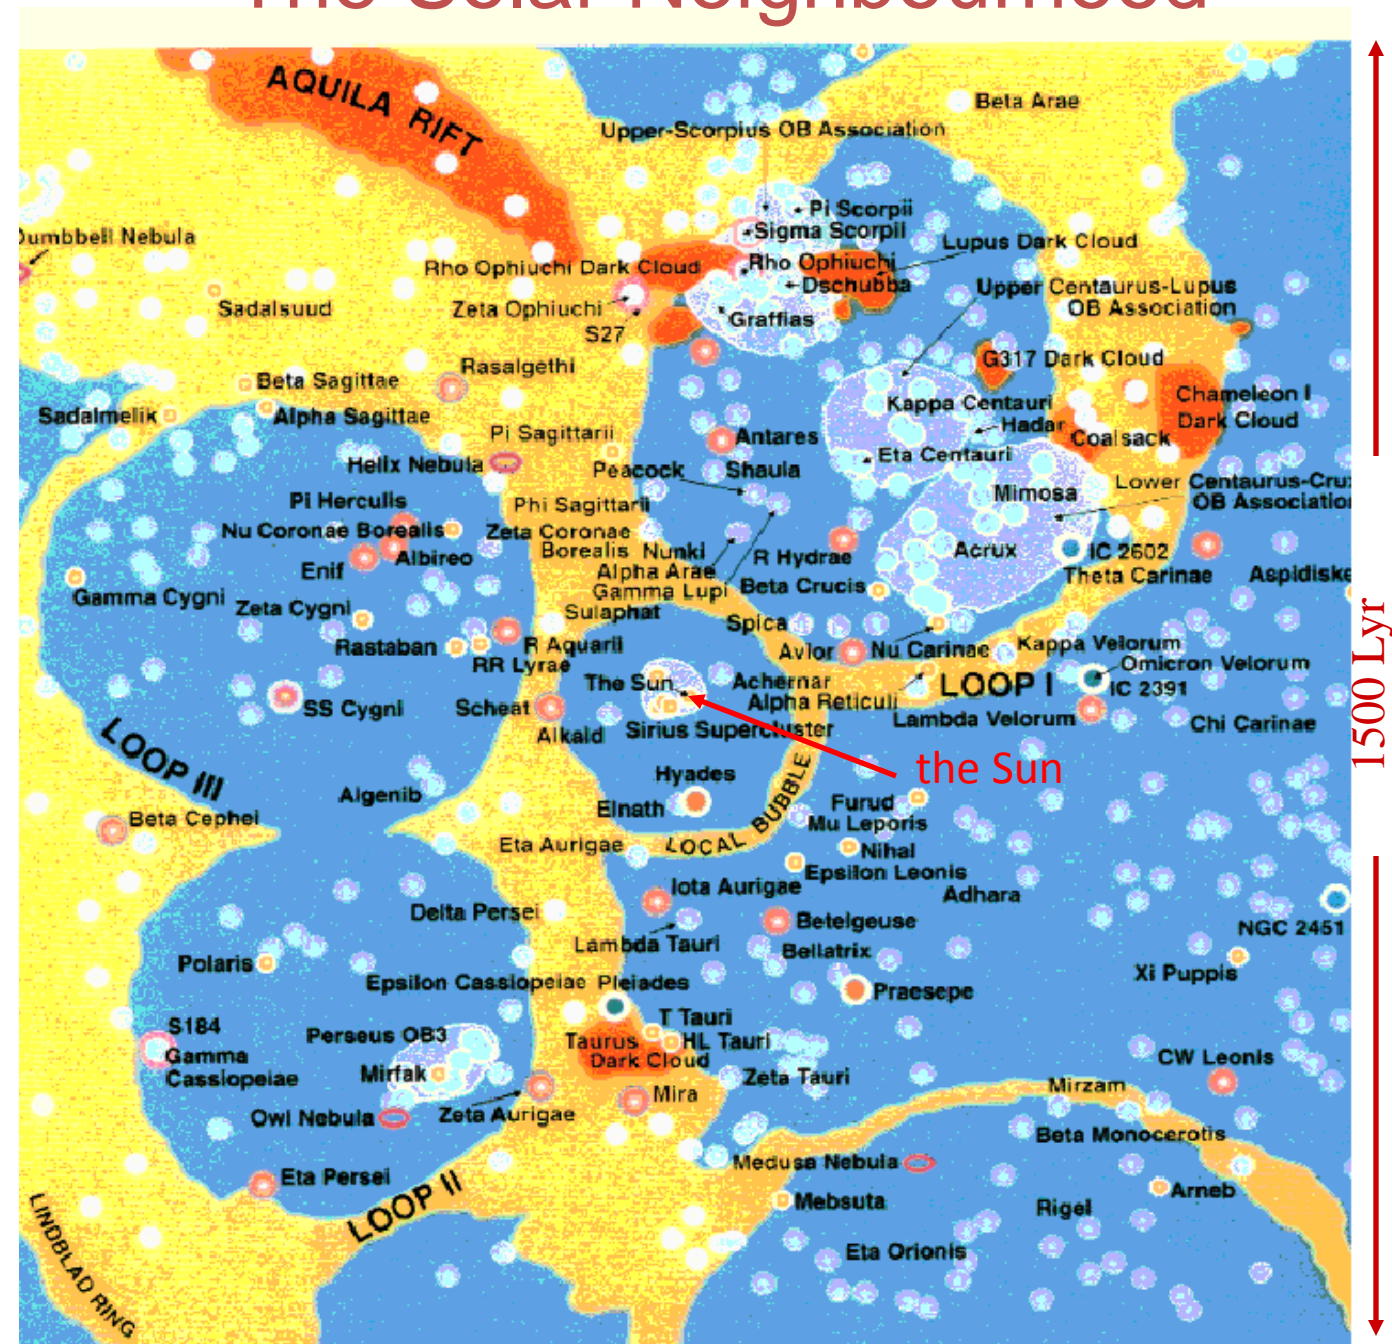 The Solar Neighbourhood
AQUILA RIFT
Beta Arae
Upper-Scorpius OB Association
Pi Scorpii
Sigma Scorpii
Dumbbell Nebula
Lupus Dark Cloud
Rho Ophiuchi Dark Cloud
Rho Ophiuchi
Dschubba
Upper Centaurus-Lupus
OB Association
Sadalsuud
Zeta Ophiuchi
Graffias
S27
G317 Dark Cloud
Rasalgethi
Beta Sagittae
Chameleon I
Dark Cloud
Sadalmelik
Alpha Sagittae
Kappa Centauri
Hadar
Pi Sagittarii
Antares
Coalsack
Helix Nebula
Peacock
Shaula
Eta Centauri
Lower Centaurus-Crux
OB Association
Mimosa
Pi Herculis
Phi Sagittarii
Nu Coronae Borealis
Zeta Coronae
Borealis
Nunki
Albireo
R Hydrae
Acrux
IC 2602
Enif
Alpha Arae
Theta Carinae
Aspidiske
Gamma Cygni
Gamma Lupi
Beta Crucis
Zeta Cygni
Sulaphat
Spica
Rastaban
R Aquarii
Avior
Nu Carinae
Kappa Velorum
RR Lyrae
Omicron Velorum
The Sun
Achernar
LOOP I
IC 2391
SS Cygni
Scheat
Alpha Reticuli
Lambda Velorum
Chi Carinae
Alkaid
Sirius Supercluster
1500 Lyr
LOOP III
the Sun
Hyades
Algenib
Elnath
Furud
Beta Cephei
Mu Leporis
LOCAL BUBBLE
Eta Aurigae
Nihal
Epsilon Leonis
Iota Aurigae
Adhara
Delta Persei
Betelgeuse
NGC 2451
Lambda Tauri
Bellatrix
Polaris
Xi Puppis
Epsilon Cassiopeiae
Pleiades
Praesepe
S184
T Tauri
Gamma
Cassiopeiae
Perseus OB3
Taurus
Dark Cloud
HL Tauri
CW Leonis
Mirfak
Zeta Tauri
Mirzam
Mira
Owl Nebula
Zeta Aurigae
Beta Monocerotis
Medusa Nebula
Eta Persei
Arneb
Mebsuta
Rigel
LOOP II
Eta Orionis
LINDBLAD RING